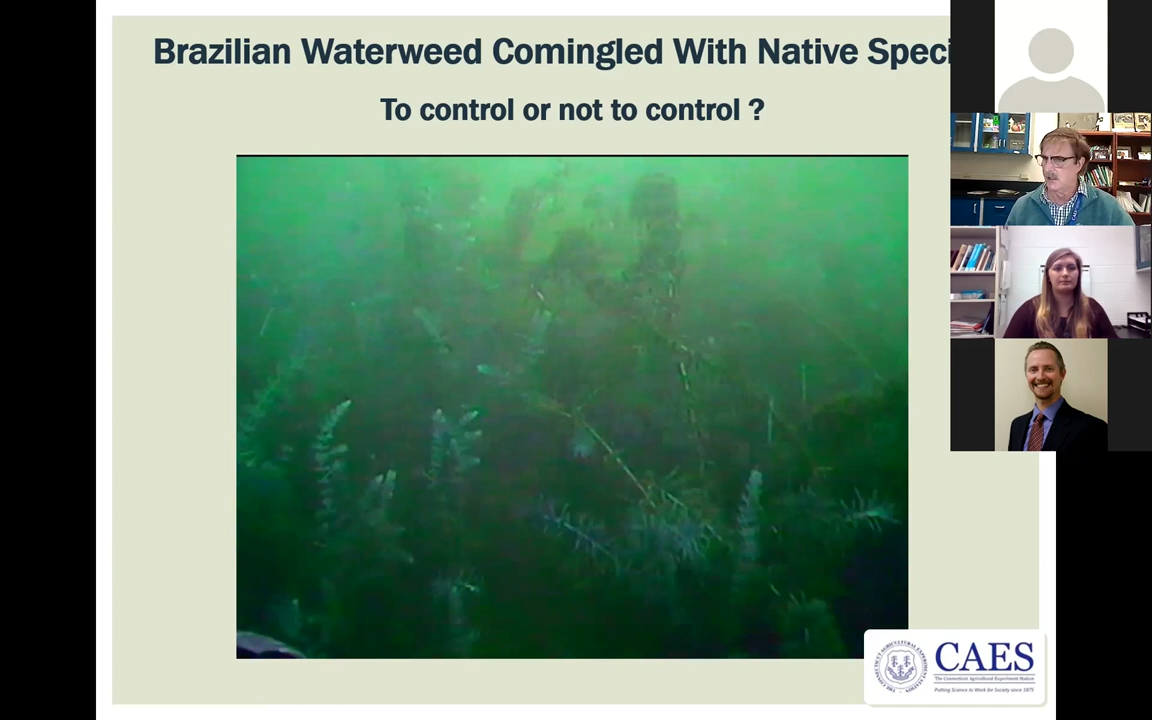 Brazilian Waterweed Comingled With Native Speci
To control or not to control ?
CAES
The Connecticut Agricultural Experiment Station
Putting Science to Work for Society since 1875